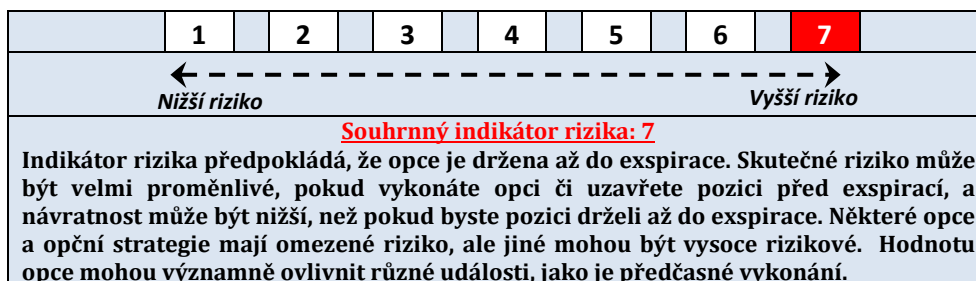 1 2 3 4 5 6 7
Nižší riziko Vyšší riziko
Souhrnný indikátor rizika: 7
Indikátor rizika předpokládá, že opce je držena až do exspirace. Skutečné riziko může
být velmi proměnlivé, pokud vykonáte opci či uzavřete pozici před exspirací, a
návratnost může být nižší, než pokud byste pozici drželi až do exspirace. Některé opce
a opční strategie mají omezené riziko, ale jiné mohou být vysoce rizikové. Hodnotu
opce mohou významně ovlivnit různé události, jako je předčasné vykonání.